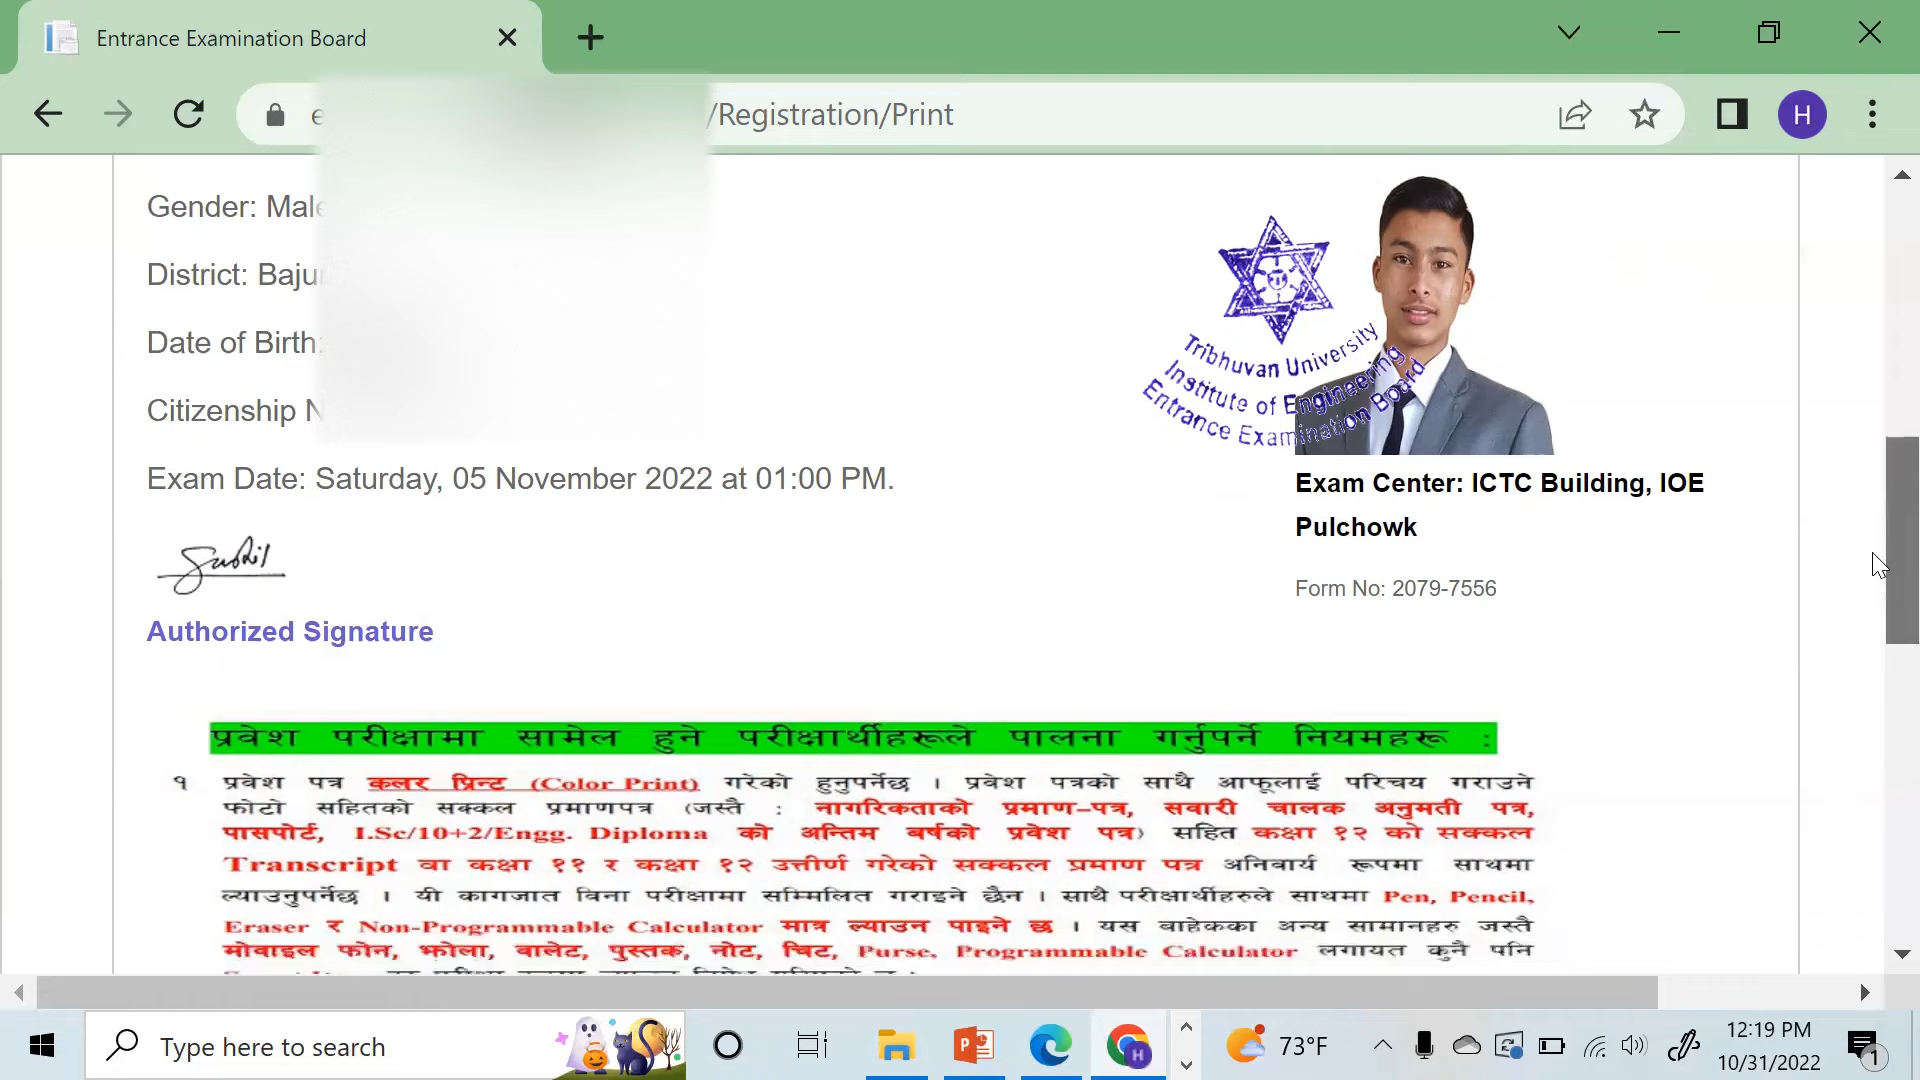 Entrance Examination Board
/Registration/Print
H
Gender: Male
District: Baju
Date of Birth:
Citizenship N
Exam Date: Saturday, 05 November 2022 at 01:00 PM.
Tribhuvan University
Institute of Engineering
Entrance Examination Board
Exam Center: ICTC Building, IOE
Pulchowk
Form No: 2079-7556
Sushil
Authorized Signature
प्रवेश परीक्षामा सामेल हुने परीक्षार्थीहरूले पालना गर्नुपर्ने नियमहरू :
१ प्रवेश पत्र कलर प्रिन्ट (Color Print) गरेको हुनुपर्नेछ । प्रवेश पत्रको साथै आफूलाई परिचय गराउने
फोटो सहितको सक्कल प्रमाणपत्र (जस्तै : नागरिकताको प्रमाण-पत्र, सवारी चालक अनुमती पत्र,
पासपोर्ट, I.Sc/10+2/Engg. Diploma को अन्तिम बर्षको प्रवेश पत्र) सहित कक्षा १२ को सक्कल
Transcript वा कक्षा ११ र कक्षा १२ उत्तीर्ण गरेको सक्कल प्रमाण पत्र अनिवार्य रूपमा साथमा
ल्याउनुपर्नेछ । यी कागजात विना परीक्षामा सम्मिलित गराइने छैन । साथै परीक्षार्थीहरुले साथमा Pen, Pencil,
Eraser र Non-Programmable Calculator मात्र ल्याउन पाइने छ । यस बाहेकका अन्य सामानहरु जस्तै
मोवाइल फोन, झोला, वालेट, पुस्तक, नोट, चिट, Purse, Programmable Calculator लगायत कुनै पनि
Type here to search
H
73°F
12:19 PM
10/31/2022
1